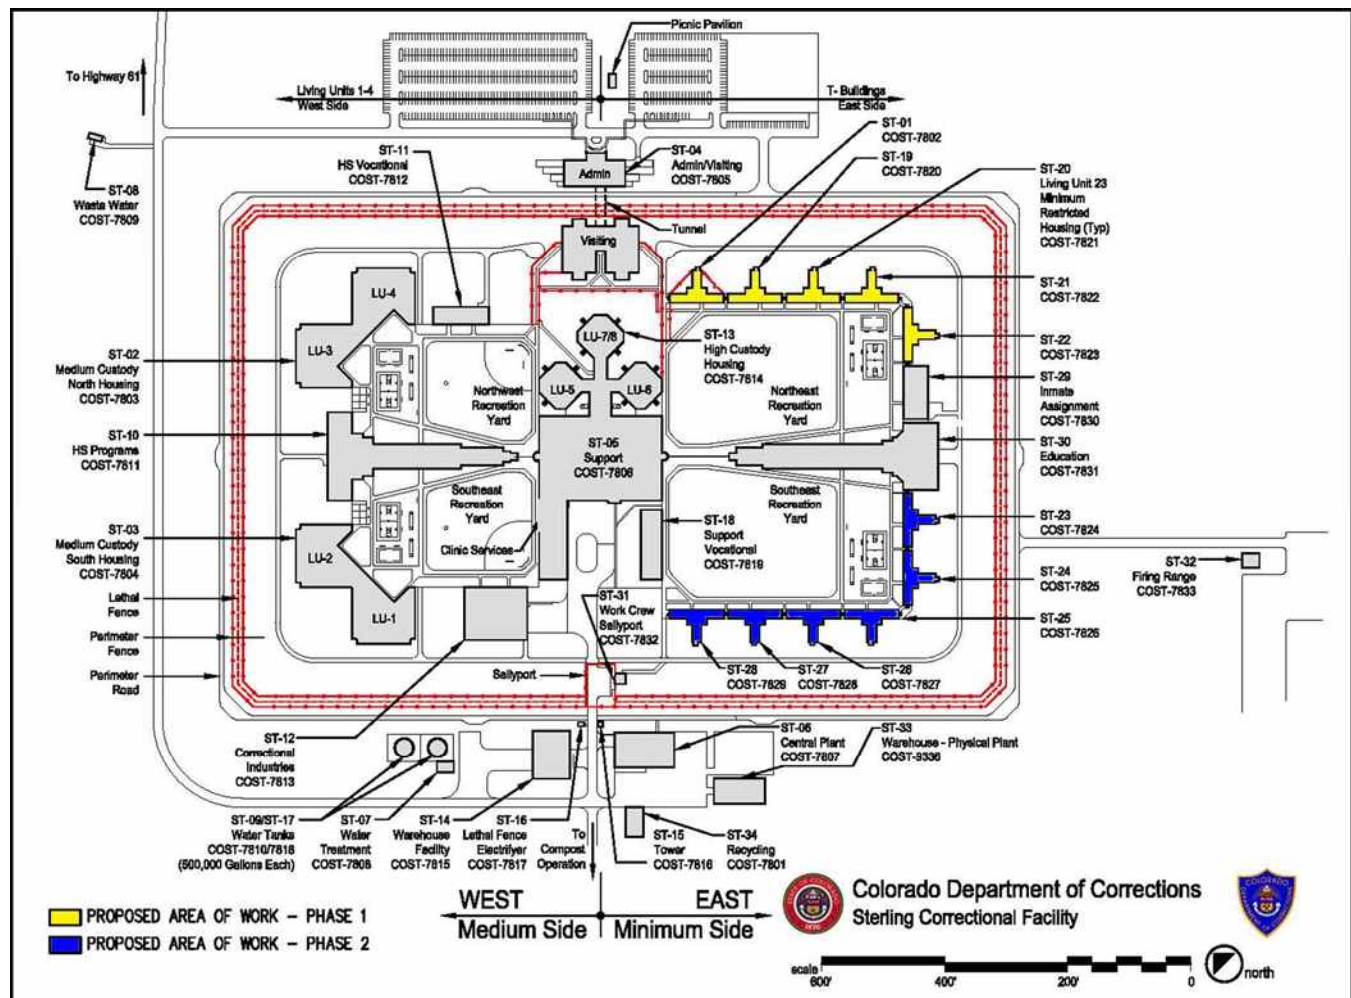 Picnic Pavilion
To Highway 61
Living Units 1-4
West Side
T- Buildings
East Side
ST-01
COST-7802
ST-11
HS Vocational
COST-7812
ST-04
Admin/Visiting
COST-7805
ST-19
COST-7820
ST-20
Living Unit 23
Minimum
Restricted
Housing (Typ)
COST-7821
Admin
ST-08
Waste Water
COST-7809
Tunnel
Visiting
ST-21
COST-7822
LU-4
LU-3
LU-7/8
LU-5
LU-6
ST-13
High Custody
Housing
COST-7814
ST-22
COST-7823
ST-02
Medium Custody
North Housing
COST-7803
ST-29
Inmate
Assignment
COST-7830
Northwest
Recreation
Yard
Northeast
Recreation
Yard
ST-10
HS Programs
COST-7811
ST-05
Support
COST-7806
ST-30
Education
COST-7831
Southeast
Recreation
Yard
Southeast
Recreation
Yard
ST-23
COST-7824
ST-03
Medium Custody
South Housing
COST-7804
LU-2
LU-1
Clinic Services
ST-18
Support
Vocational
COST-7819
ST-24
COST-7825
ST-32
Firing Range
COST-7833
ST-31
Work Crew
Sallyport
COST-7832
Lethal
Fence
Perimeter
Fence
Perimeter
Road
ST-25
COST-7826
Sallyport
ST-28
COST-7829
ST-27
COST-7828
ST-26
COST-7827
ST-12
Correctional
Industries
COST-7813
ST-06
Central Plant
COST-7807
ST-33
Warehouse - Physical Plant
COST-9336
ST-09/ST-17
Water Tanks
COST-7810/7818
(500,000 Gallons Each)
ST-07
Water
Treatment
COST-7808
ST-14
Warehouse
Facility
COST-7815
ST-16
Lethal Fence
Electrifyer
COST-7817
To
Compost
Operation
ST-15
Tower
COST-7816
ST-34
Recycling
COST-7801
WEST
Medium Side
EAST
Minimum Side
PROPOSED AREA OF WORK - PHASE 1
PROPOSED AREA OF WORK - PHASE 2
Colorado Department of Corrections
Sterling Correctional Facility
scale
600'
400'
200'
0
north